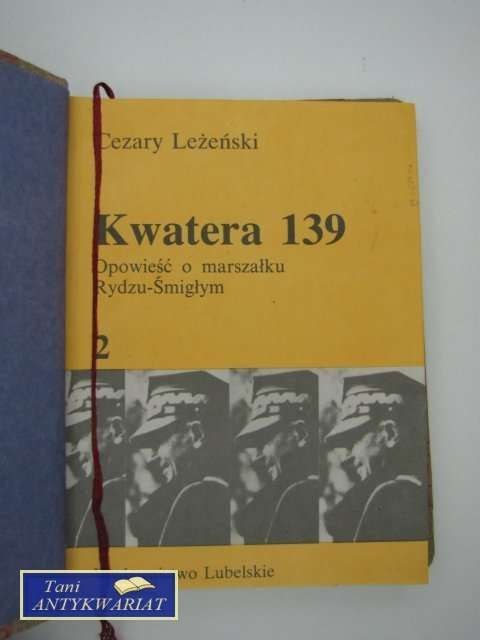 Cezary Leżeński
Kwatera 139
Opowieść o marszałku
Rydzu-Śmigłym
2
Lubelskie
Tani
ANTYKWARIAT